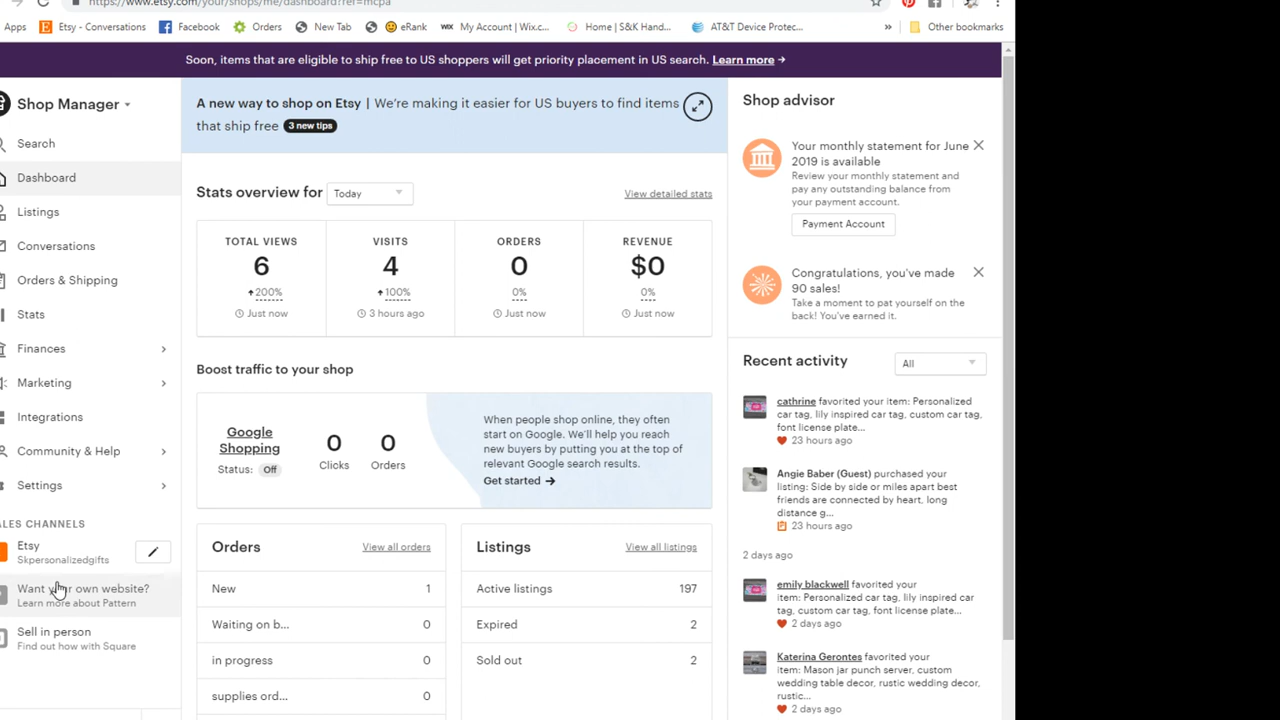 https://www.etsy.com/your/shops/me/dashboard?ref=mcpa
Apps
Etsy - Conversations
Facebook
Orders
New Tab
eRank
WIX
My Account | Wix.c...
Home | S&K Hand...
AT&T Device Protec...
»
Other bookmarks
Soon, items that are eligible to ship free to US shoppers will get priority placement in US search. Learn more →
Shop Manager
Search
Dashboard
Listings
Conversations
Orders & Shipping
Stats
Finances
Marketing
Integrations
Community & Help
Settings
ALES CHANNELS
Etsy
Skpersonalizedgifts
Want your own website?
Learn more about Pattern
Sell in person
Find out how with Square
A new way to shop on Etsy | We're making it easier for US buyers to find items
that ship free 3 new tips
Stats overview for Today
View detailed stats
TOTAL VIEWS
6
200%
Just now
VISITS
4
100%
3 hours ago
ORDERS
0
0%
Just now
REVENUE
$0
0%
Just now
Boost traffic to your shop
Google
Shopping
Status: Off
0
Clicks
0
Orders
When people shop online, they often
start on Google. We'll help you reach
new buyers by putting you at the top of
relevant Google search results.
Get started →
Orders
View all orders
New 1
Waiting on b... 0
in progress 0
supplies ord... 0
Listings
View all listings
Active listings 197
Expired 2
Sold out 2
Shop advisor
Your monthly statement for June
2019 is available
Review your monthly statement and
pay any outstanding balance from
your payment account.
Payment Account
Congratulations, you've made
90 sales!
Take a moment to pat yourself on the
back! You've earned it.
Recent activity
All
cathrine favorited your item: Personalized
car tag, lily inspired car tag, custom car tag,
font license plate...
23 hours ago
Angie Baber (Guest) purchased your
listing: Side by side or miles apart best
friends are connected by heart, long
distance g...
23 hours ago
2 days ago
emily blackwell favorited your
item: Personalized car tag, lily inspired
car tag, custom car tag, font license
plate...
2 days ago
Katerina Gerontes favorited your
item: Mason jar punch server, custom
wedding table decor, rustic wedding decor,
rustic...
2 days ago